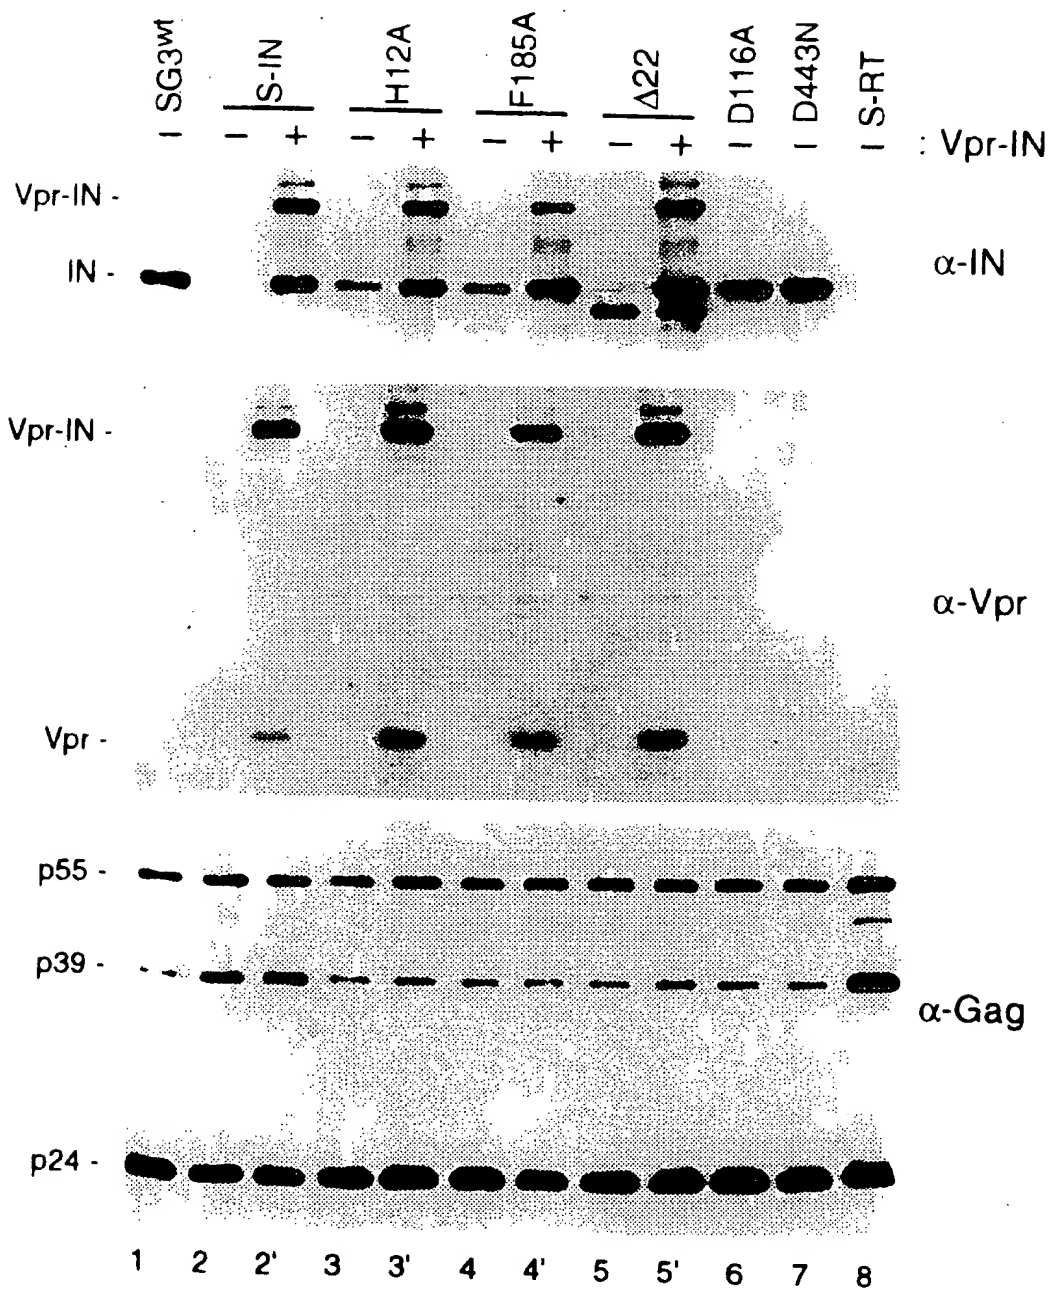 SG3wt S-IN H12A F185A Δ22 D116A D443N S-RT
− − + − + − + − + − − − : Vpr-IN
Vpr-IN -
IN - α-IN
Vpr-IN -
α-Vpr
Vpr -
p55 -
p39 -
α-Gag
p24 -
1 2 2' 3 3' 4 4' 5 5' 6 7 8